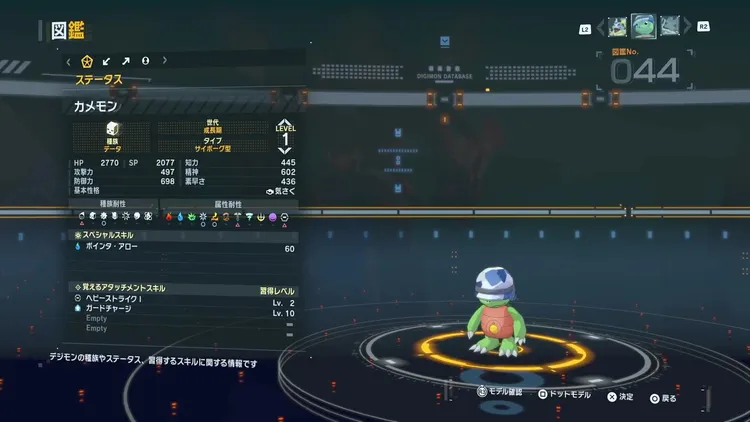 図鑑
L2
R2
図鑑No.
044
DIGIMON DATABASE
ステータス
カメモン
種族
データ
世代
成長期
タイプ
サイボーグ型
LEVEL
1
HP 2770 SP 2077 知力 445
攻撃力 497 精神 602
防御力 698 素早さ 436
基本性格 気さく
種族耐性 属性耐性
スペシャルスキル
ポインタ・アロー 60
覚えるアタッチメントスキル 習得レベル
ヘビーストライクⅠ Lv. 2
ガードチャージ Lv. 10
Empty
Empty
デジモンの種族やステータス、習得するスキルに関する情報です
モデル確認 ドットモデル 決定 戻る